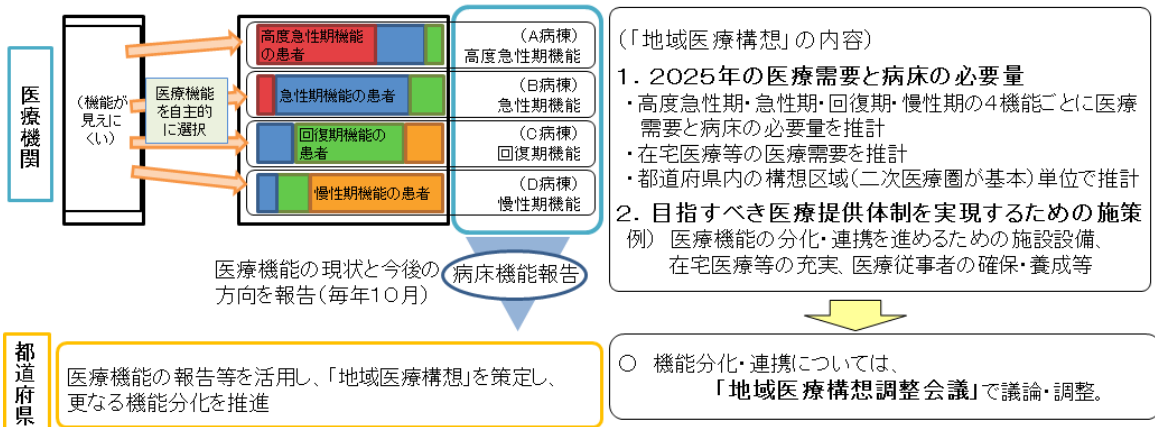 医療機関
(機能が
見えに
くい)
医療機能
を自主的
に選択
高度急性期機能
の患者
(A病棟)
高度急性期機能
急性期機能の患者
(B病棟)
急性期機能
回復期機能の
患者
(C病棟)
回復期機能
慢性期機能の患者
(D病棟)
慢性期機能
医療機能の現状と今後の
方向を報告(毎年10月)
病床機能報告
都道府県
医療機能の報告等を活用し、「地域医療構想」を策定し、
更なる機能分化を推進
(「地域医療構想」の内容)
1. 2025年の医療需要と病床の必要量
・高度急性期・急性期・回復期・慢性期の4機能ごとに医療
需要と病床の必要量を推計
・在宅医療等の医療需要を推計
・都道府県内の構想区域(二次医療圏が基本)単位で推計
2. 目指すべき医療提供体制を実現するための施策
例) 医療機能の分化・連携を進めるための施設設備、
在宅医療等の充実、医療従事者の確保・養成等
○ 機能分化・連携については、
「地域医療構想調整会議」で議論・調整。